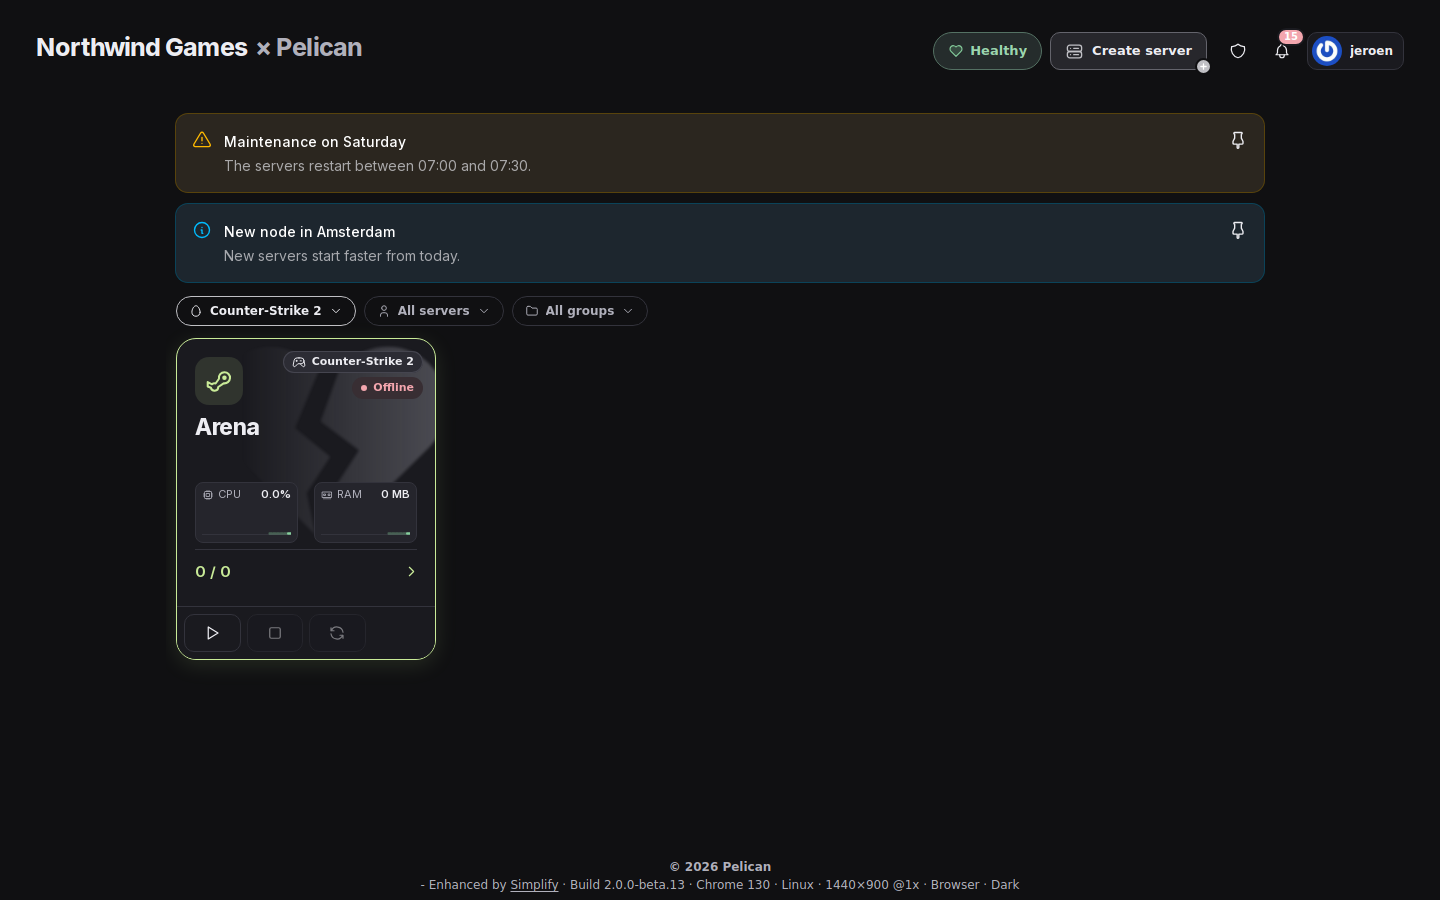 Northwind Games × Pelican
Healthy
Create server
15
jeroen
Maintenance on Saturday
The servers restart between 07:00 and 07:30.
New node in Amsterdam
New servers start faster from today.
Counter-Strike 2
All servers
All groups
Counter-Strike 2
Offline
Arena
CPU 0.0%
RAM 0 MB
0 / 0
© 2026 Pelican
- Enhanced by Simplify · Build 2.0.0-beta.13 · Chrome 130 · Linux · 1440×900 @1x · Browser · Dark